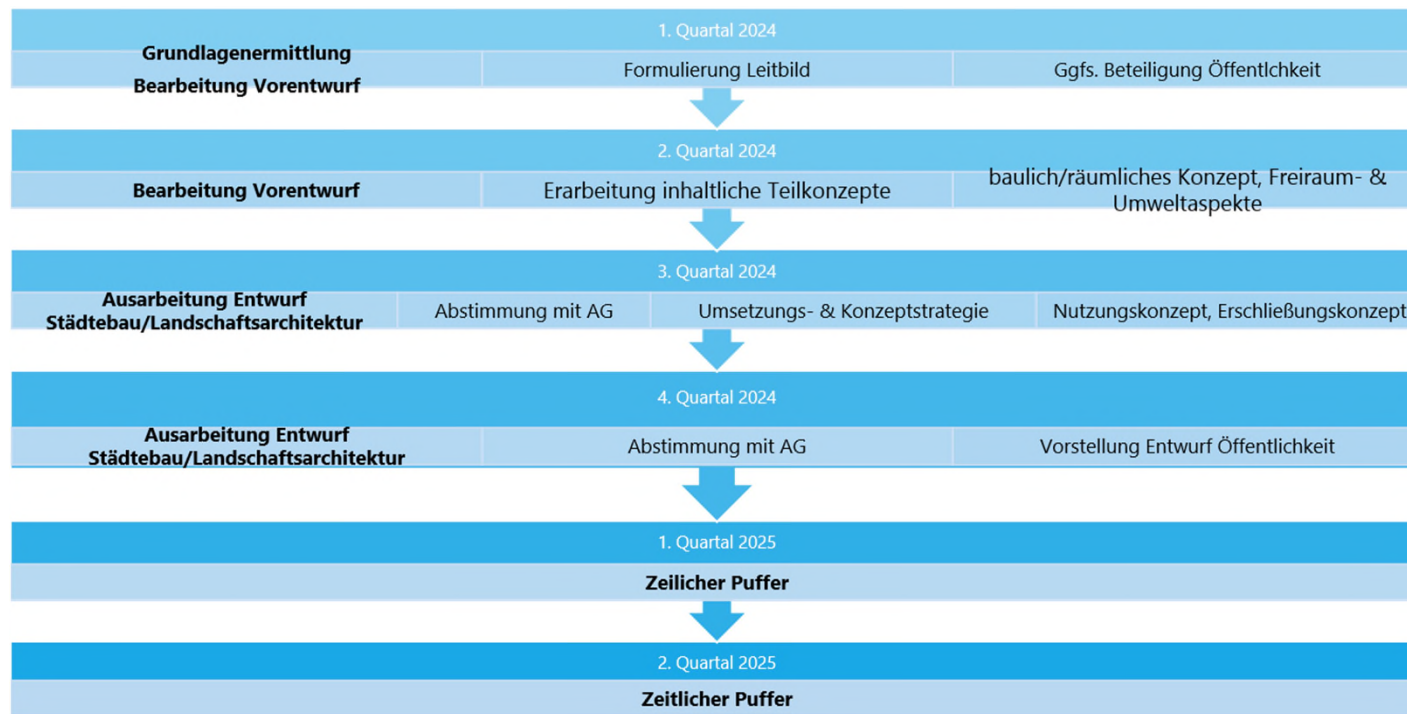 1. Quartal 2024
Grundlagenermittlung
Bearbeitung Vorentwurf
Formulierung Leitbild
Ggfs. Beteiligung Öffentlchkeit
2. Quartal 2024
Bearbeitung Vorentwurf
Erarbeitung inhaltliche Teilkonzepte
baulich/räumliches Konzept, Freiraum- &
Umweltaspekte
3. Quartal 2024
Ausarbeitung Entwurf
Städtebau/Landschaftsarchitektur
Abstimmung mit AG
Umsetzungs- & Konzeptstrategie
Nutzungskonzept, Erschließungskonzept
4. Quartal 2024
Ausarbeitung Entwurf
Städtebau/Landschaftsarchitektur
Abstimmung mit AG
Vorstellung Entwurf Öffentlichkeit
1. Quartal 2025
Zeilicher Puffer
2. Quartal 2025
Zeitlicher Puffer